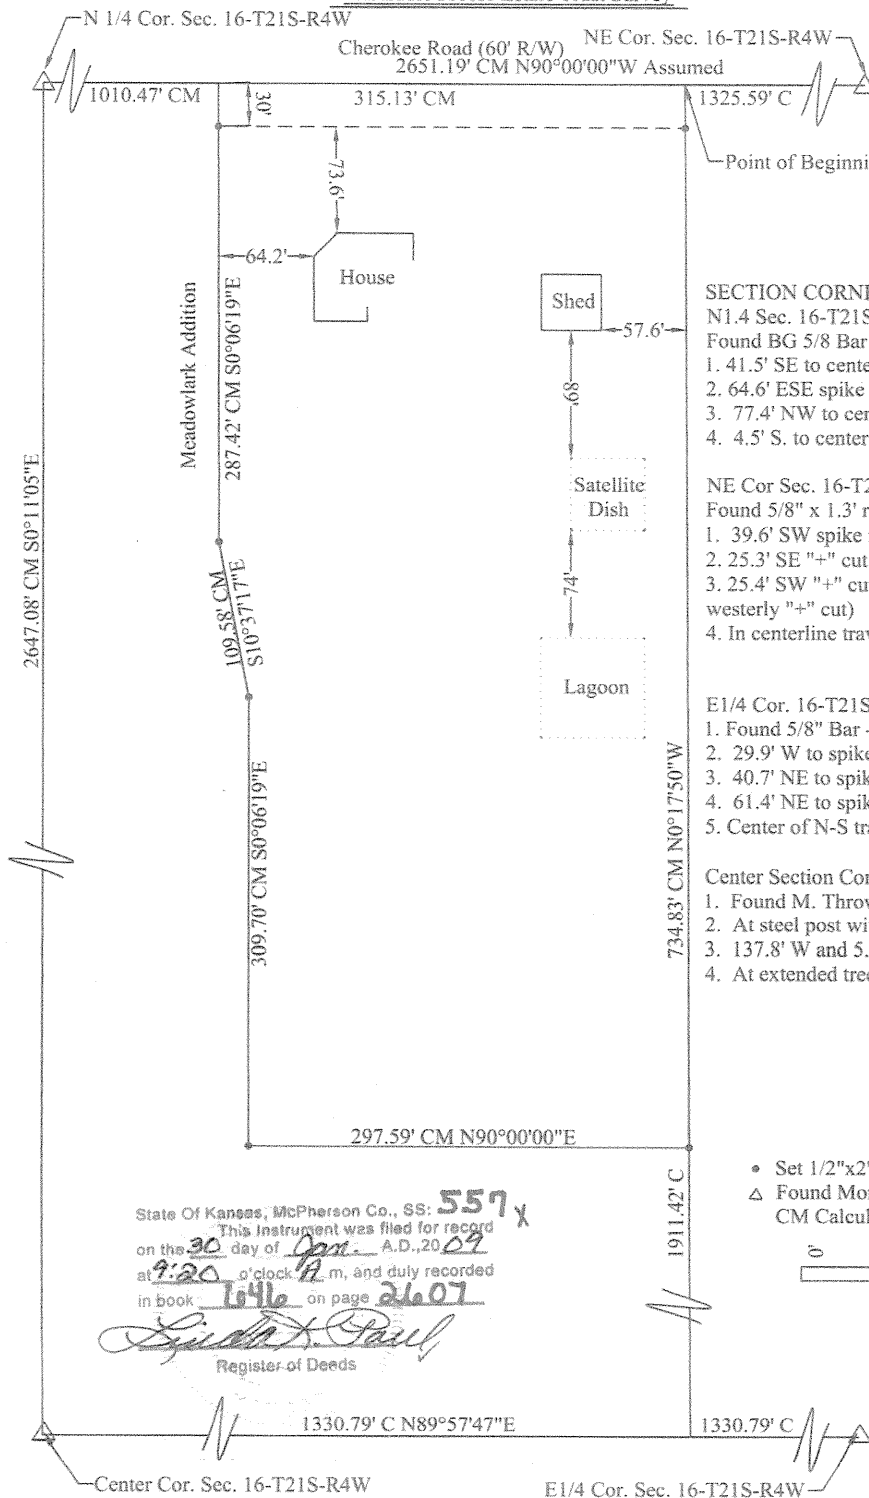 N 1/4 Cor. Sec. 16-T21S-R4W
NE Cor. Sec. 16-T21S-R4W
Cherokee Road (60' R/W)
2651.19' CM N90°00'00"W Assumed
1010.47' CM
30'
315.13' CM
1325.59' C
Point of Beginni
73.6'
64.2'
House
Shed
57.6'
Meadowlark Addition
287.42' CM S0°06'19"E
89'
Satellite
Dish
74'
Lagoon
2647.08' CM S0°11'05"E
109.58' CM
S10°37'17"E
309.70' CM S0°06'19"E
734.83' CM N0°17'50"W
SECTION CORNE
N1.4 Sec. 16-T21S
Found BG 5/8 Bar
1. 41.5' SE to cente
2. 64.6' ESE spike
3. 77.4' NW to cen
4. 4.5' S. to center
NE Cor Sec. 16-T2
Found 5/8" x 1.3' r
1. 39.6' SW spike
2. 25.3' SE "+" cut
3. 25.4' SW "+" cu
westerly "+" cut)
4. In centerline trav
E1/4 Cor. 16-T21S
1. Found 5/8" Bar -
2. 29.9' W to spike
3. 40.7' NE to spik
4. 61.4' NE to spik
5. Center of N-S tra
Center Section Cor
1. Found M. Throw
2. At steel post wi
3. 137.8' W and 5.
4. At extended tree
297.59' CM N90°00'00"E
1911.42' C
Set 1/2"x2'
Found Mon
CM Calcul
0'
State Of Kansas, McPherson Co., SS: 557 x
This Instrument was filed for record
on the 30 day of Jan. A.D., 2009
at 9:20 o'clock A m, and duly recorded
in book 646 on page 2607
Linda K. Paul
Register of Deeds
1330.79' C N89°57'47"E
1330.79' C
Center Cor. Sec. 16-T21S-R4W
E1/4 Cor. Sec. 16-T21S-R4W